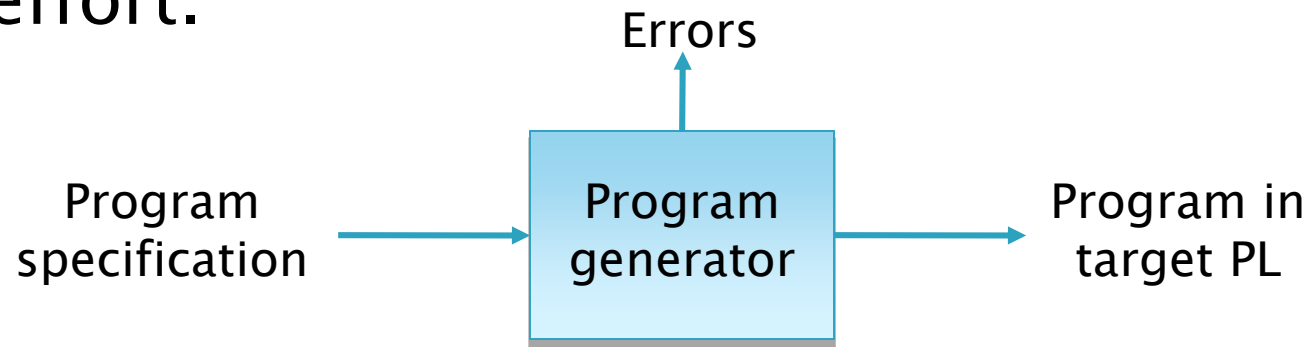 effort.
Errors
Program
specification
Program
generator
Program in
target PL